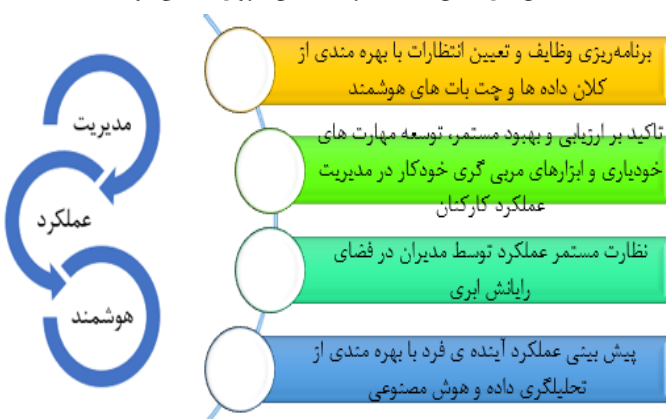 مدیریت
عملکرد
هوشمند
برنامه‌ریزی وظایف و تعیین انتظارات با بهره مندی از
کلان داده ها و چت بات های هوشمند
تاکید بر ارزیابی و بهبود مستمر، توسعه مهارت های
خودیاری و ابزارهای مربی گری خودکار در مدیریت
عملکرد کارکنان
نظارت مستمر عملکرد توسط مدیران در فضای
رایانش ابری
پیش بینی عملکرد آینده ی فرد با بهره مندی از
تحلیلگری داده و هوش مصنوعی